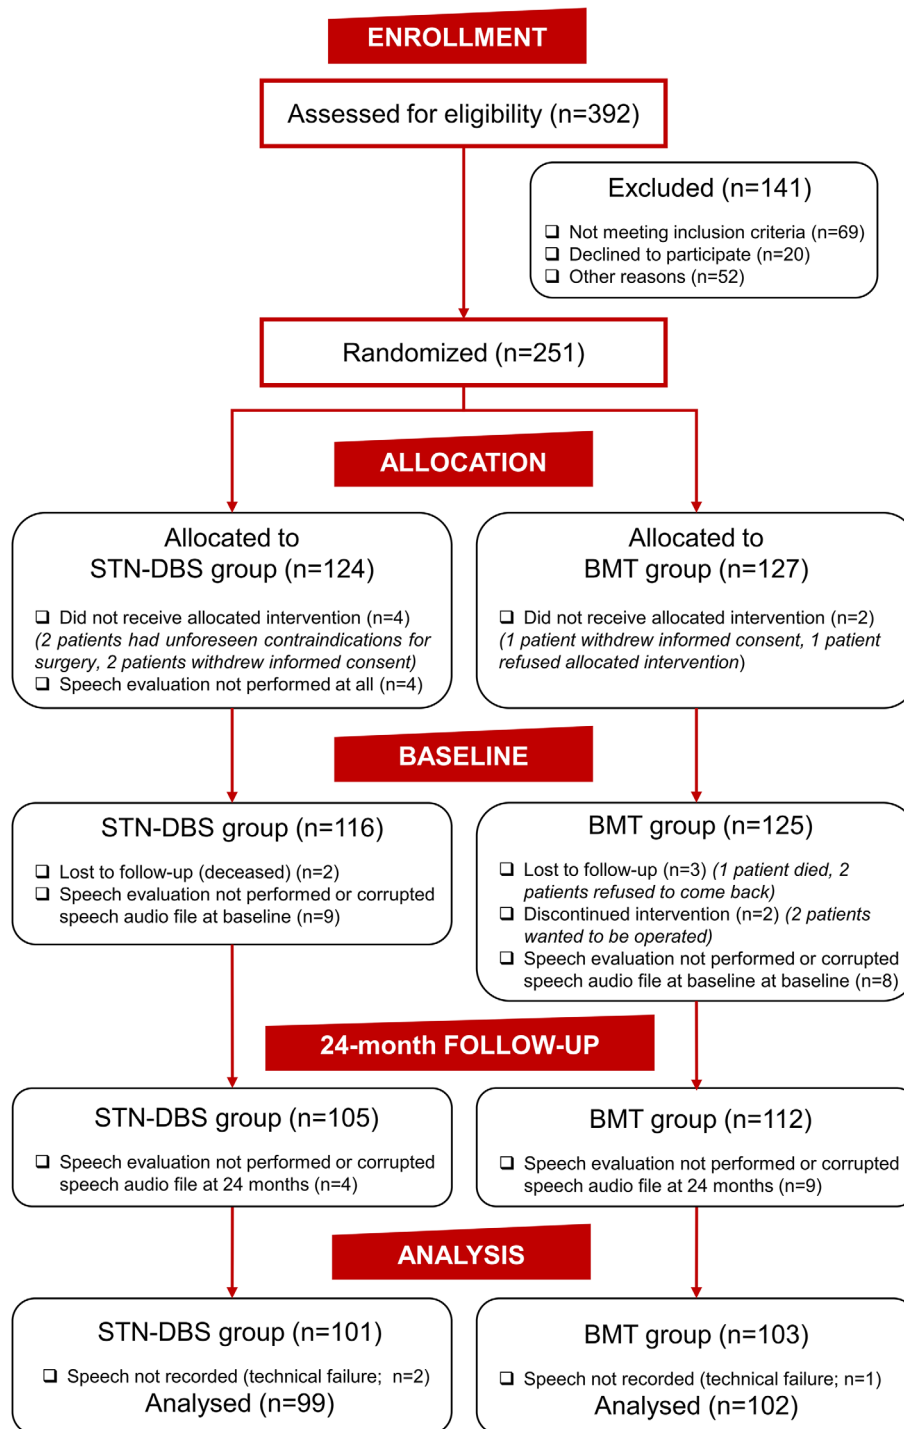 ENROLLMENT
Assessed for eligibility (n=392)
Excluded (n=141)
❑ Not meeting inclusion criteria (n=69)
❑ Declined to participate (n=20)
❑ Other reasons (n=52)
Randomized (n=251)
ALLOCATION
Allocated to
STN-DBS group (n=124)
❑ Did not receive allocated intervention (n=4)
(2 patients had unforeseen contraindications for
surgery, 2 patients withdrew informed consent)
❑ Speech evaluation not performed at all (n=4)
Allocated to
BMT group (n=127)
❑ Did not receive allocated intervention (n=2)
(1 patient withdrew informed consent, 1 patient
refused allocated intervention)
BASELINE
STN-DBS group (n=116)
❑ Lost to follow-up (deceased) (n=2)
❑ Speech evaluation not performed or corrupted
speech audio file at baseline (n=9)
BMT group (n=125)
❑ Lost to follow-up (n=3) (1 patient died, 2
patients refused to come back)
❑ Discontinued intervention (n=2) (2 patients
wanted to be operated)
❑ Speech evaluation not performed or corrupted
speech audio file at baseline at baseline (n=8)
24-month FOLLOW-UP
STN-DBS group (n=105)
❑ Speech evaluation not performed or corrupted
speech audio file at 24 months (n=4)
BMT group (n=112)
❑ Speech evaluation not performed or corrupted
speech audio file at 24 months (n=9)
ANALYSIS
STN-DBS group (n=101)
❑ Speech not recorded (technical failure; n=2)
Analysed (n=99)
BMT group (n=103)
❑ Speech not recorded (technical failure; n=1)
Analysed (n=102)